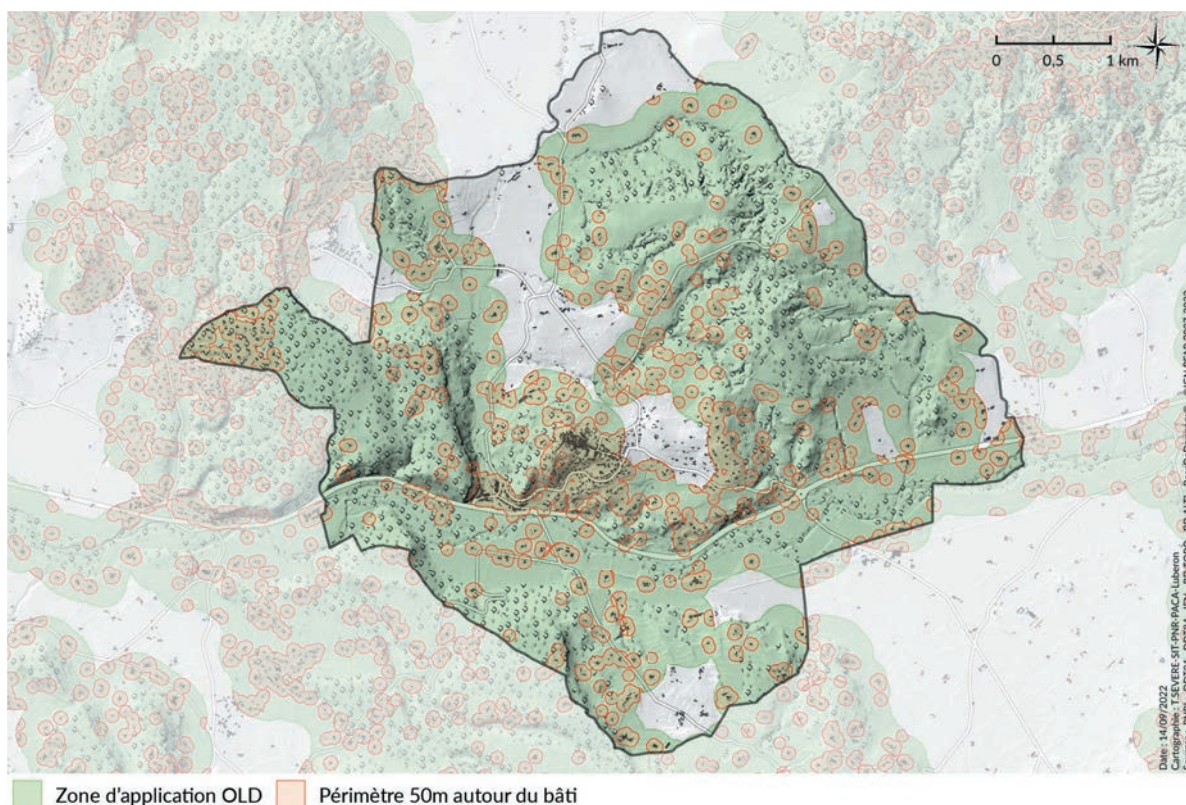 0 0,5 1 km
Date : 14/09/2022
Cartographie : T.SEVERE-SIT-PNR-PACA-Luberon
Zone d'application OLD Périmètre 50m autour du bâti